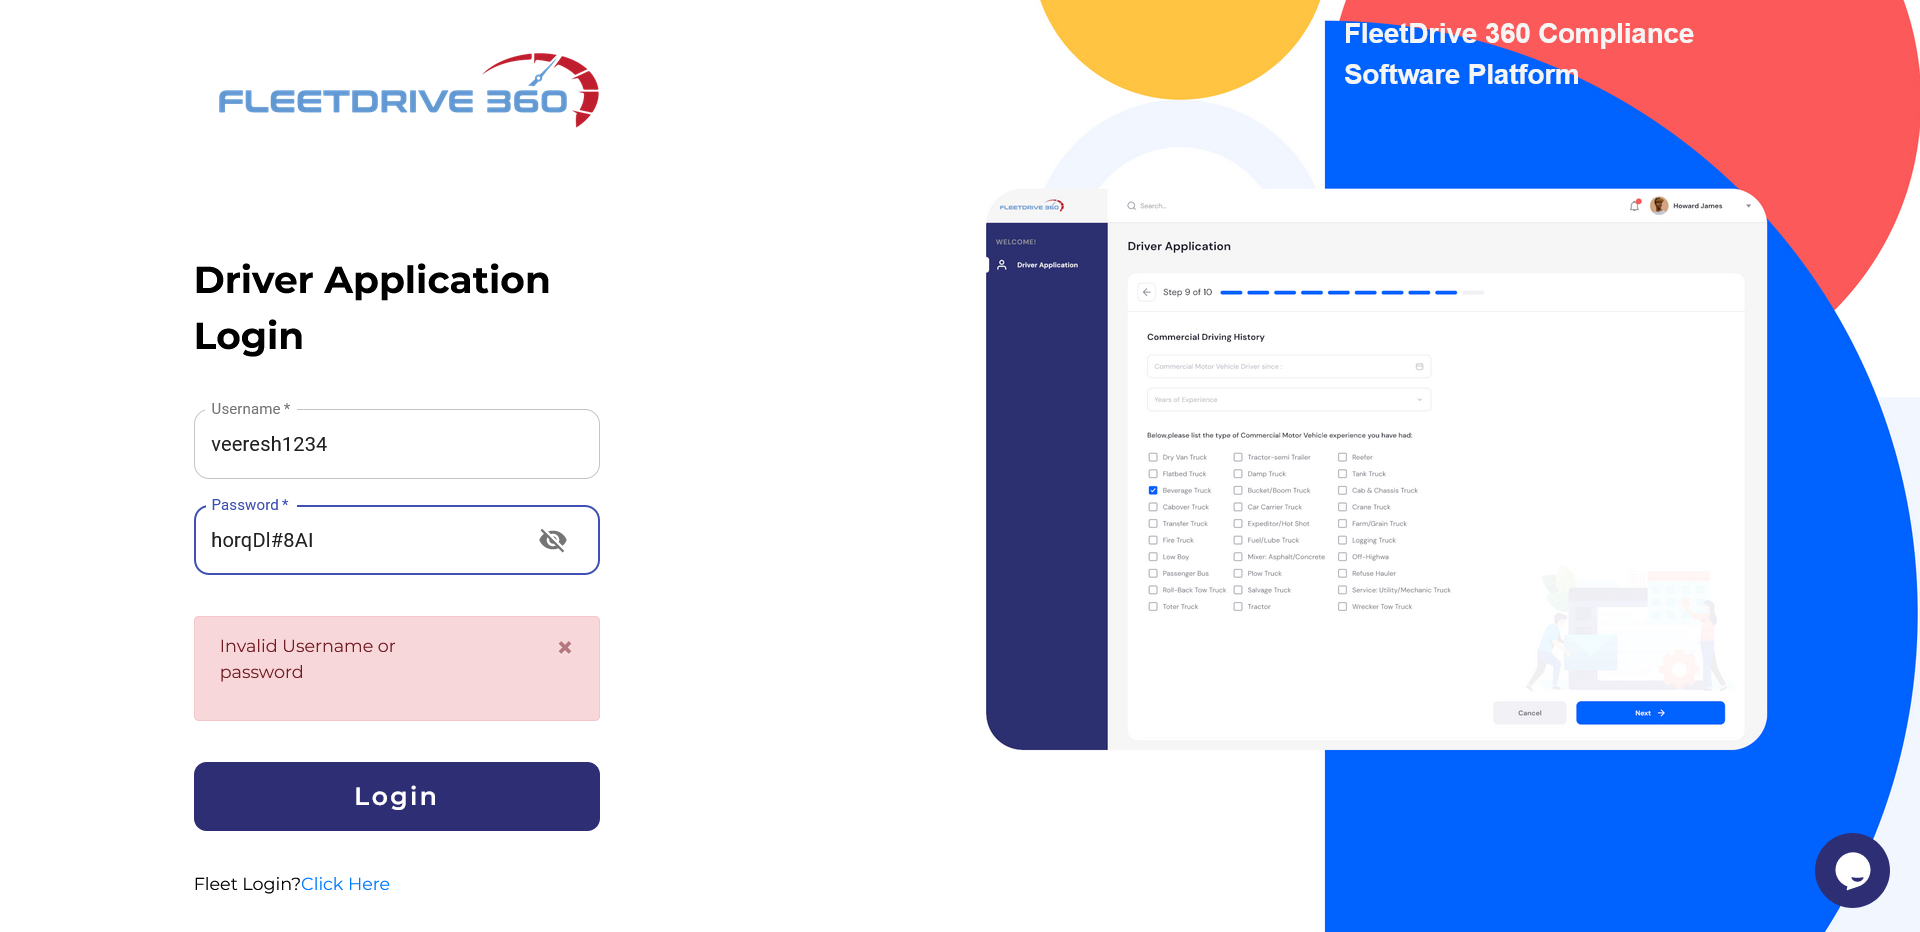 FLEETDRIVE 360
Driver Application
Login
Username *
veeresh1234
Password *
horqDl#8AI
Invalid Username or
password
×
Login
Fleet Login?Click Here
FleetDrive 360 Compliance
Software Platform
FLEETDRIVE 360
Search..
Howard James
WELCOME!
Driver Application
Driver Application
Step 9 of 10
Commercial Driving History
Commercial Motor Vehicle Driver since :
Years of Experience
Below,please list the type of Commercial Motor Vehicle experience you have had:
Dry Van Truck Tractor-semi Trailer Reefer
Flatbed Truck Damp Truck Tank Truck
Beverage Truck Bucket/Boom Truck Cab & Chassis Truck
Cabover Truck Car Carrier Truck Crane Truck
Transfer Truck Expeditor/Hot Shot Farm/Grain Truck
Fire Truck Fuel/Lube Truck Logging Truck
Low Boy Mixer: Asphalt/Concrete Off-Highwa
Passenger Bus Plow Truck Refuse Hauler
Roll-Back Tow Truck Salvage Truck Service: Utility/Mechanic Truck
Toter Truck Tractor Wrecker Tow Truck
Cancel
Next →